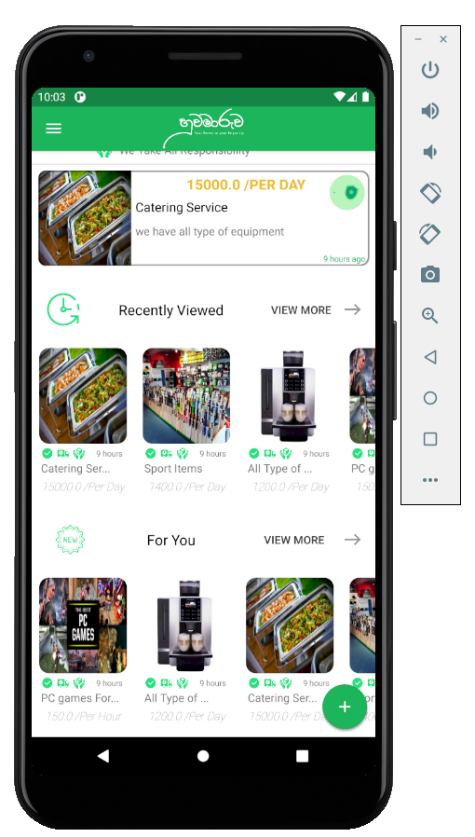 10:03
හුවමාරුව
We Take All Responsibility
15000.0 /PER DAY
Catering Service
we have all type of equipment
9 hours ago
Recently Viewed
VIEW MORE
9 hours
9 hours
9 hours
Catering Ser...
Sport Items
All Type of ...
PC g
15000.0 /Per Day
1400.0 /Per Day
1200.0 /Per Day
150
NEW
For You
VIEW MORE
THE BEST
PC
GAMES
9 hours
9 hours
9 hours
PC games For...
All Type of ...
Catering Ser...
150.0 /Per Hour
1200.0 /Per Day
15000.0 /Per Da